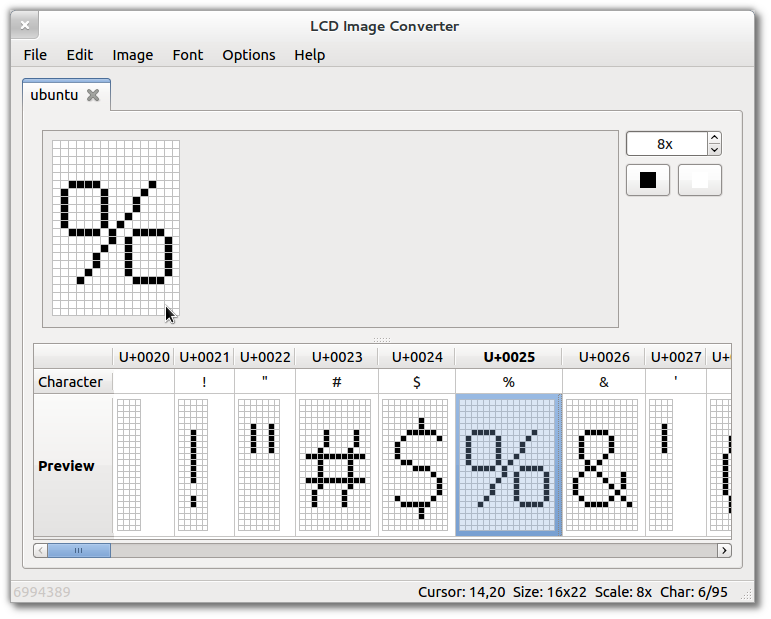 LCD Image Converter
File Edit Image Font Options Help
ubuntu
%
8x
U+0020 U+0021 U+0022 U+0023 U+0024 U+0025 U+0026 U+0027 U+
Character ! " # $ % & '
Preview ! " # $ % & '
6994389 Cursor: 14,20 Size: 16x22 Scale: 8x Char: 6/95